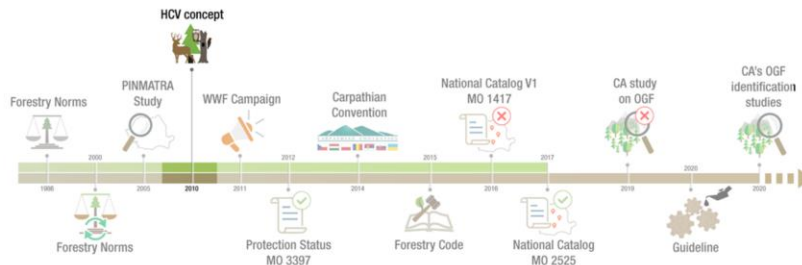 HCV concept
PINMATRA
Study
Forestry Norms
WWF Campaign
Carpathian
Convention
National Catalog V1
MO 1417
CA study
on OGF
CA's OGF
identification
studies
2000
2012
2015
2017
2020
1986
2005
2010
2011
2014
2016
2019
2020
Forestry Norms
Protection Status
MO 3397
Forestry Code
National Catalog
MO 2525
Guideline